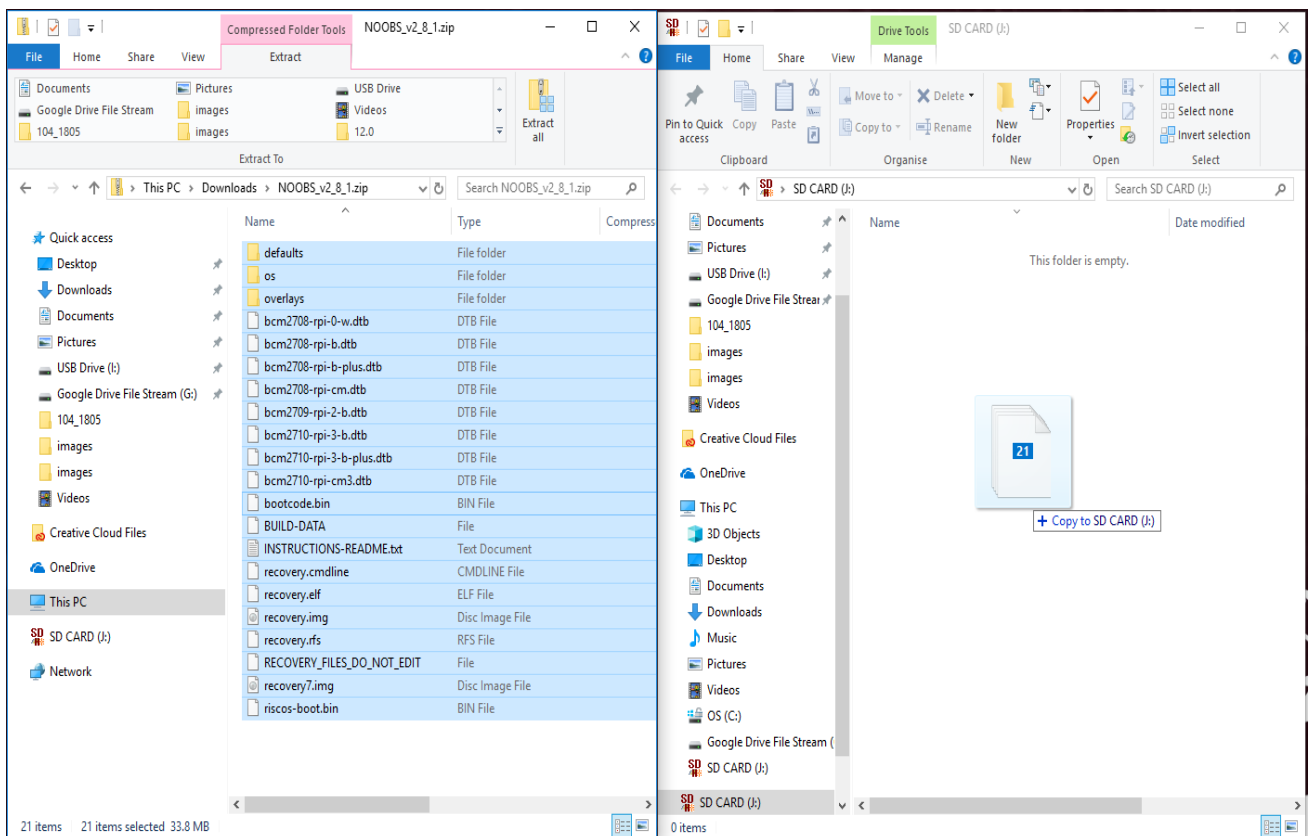 Compressed Folder Tools
NOOBS_v2_8_1.zip
File
Home
Share
View
Extract
Documents
Pictures
USB Drive
Google Drive File Stream
images
Videos
104_1805
images
12.0
Extract all
Extract To
This PC > Downloads > NOOBS_v2_8_1.zip
Search NOOBS_v2_8_1.zip
Quick access
Desktop
Downloads
Documents
Pictures
USB Drive (I:)
Google Drive File Stream (G:)
104_1805
images
images
Videos
Creative Cloud Files
OneDrive
This PC
SD CARD (J:)
Network
Name Type Compress
defaults File folder
os File folder
overlays File folder
bcm2708-rpi-0-w.dtb DTB File
bcm2708-rpi-b.dtb DTB File
bcm2708-rpi-b-plus.dtb DTB File
bcm2708-rpi-cm.dtb DTB File
bcm2709-rpi-2-b.dtb DTB File
bcm2710-rpi-3-b.dtb DTB File
bcm2710-rpi-3-b-plus.dtb DTB File
bcm2710-rpi-cm3.dtb DTB File
bootcode.bin BIN File
BUILD-DATA File
INSTRUCTIONS-README.txt Text Document
recovery.cmdline CMDLINE File
recovery.elf ELF File
recovery.img Disc Image File
recovery.rfs RFS File
RECOVERY_FILES_DO_NOT_EDIT File
recovery7.img Disc Image File
riscos-boot.bin BIN File
21 items 21 items selected 33.8 MB
Drive Tools
SD CARD (J:)
File
Home
Share
View
Manage
Pin to Quick access
Copy
Paste
Clipboard
Move to
Copy to
Delete
Rename
Organise
New folder
New
Properties
Open
Select all
Select none
Invert selection
Select
SD CARD (J:)
Search SD CARD (J:)
Documents
Pictures
USB Drive (I:)
Google Drive File Strear
104_1805
images
images
Videos
Creative Cloud Files
OneDrive
This PC
3D Objects
Desktop
Documents
Downloads
Music
Pictures
Videos
OS (C:)
Google Drive File Stream (
SD CARD (J:)
SD CARD (J:)
Name Date modified
This folder is empty.
21
+ Copy to SD CARD (J:)
0 items